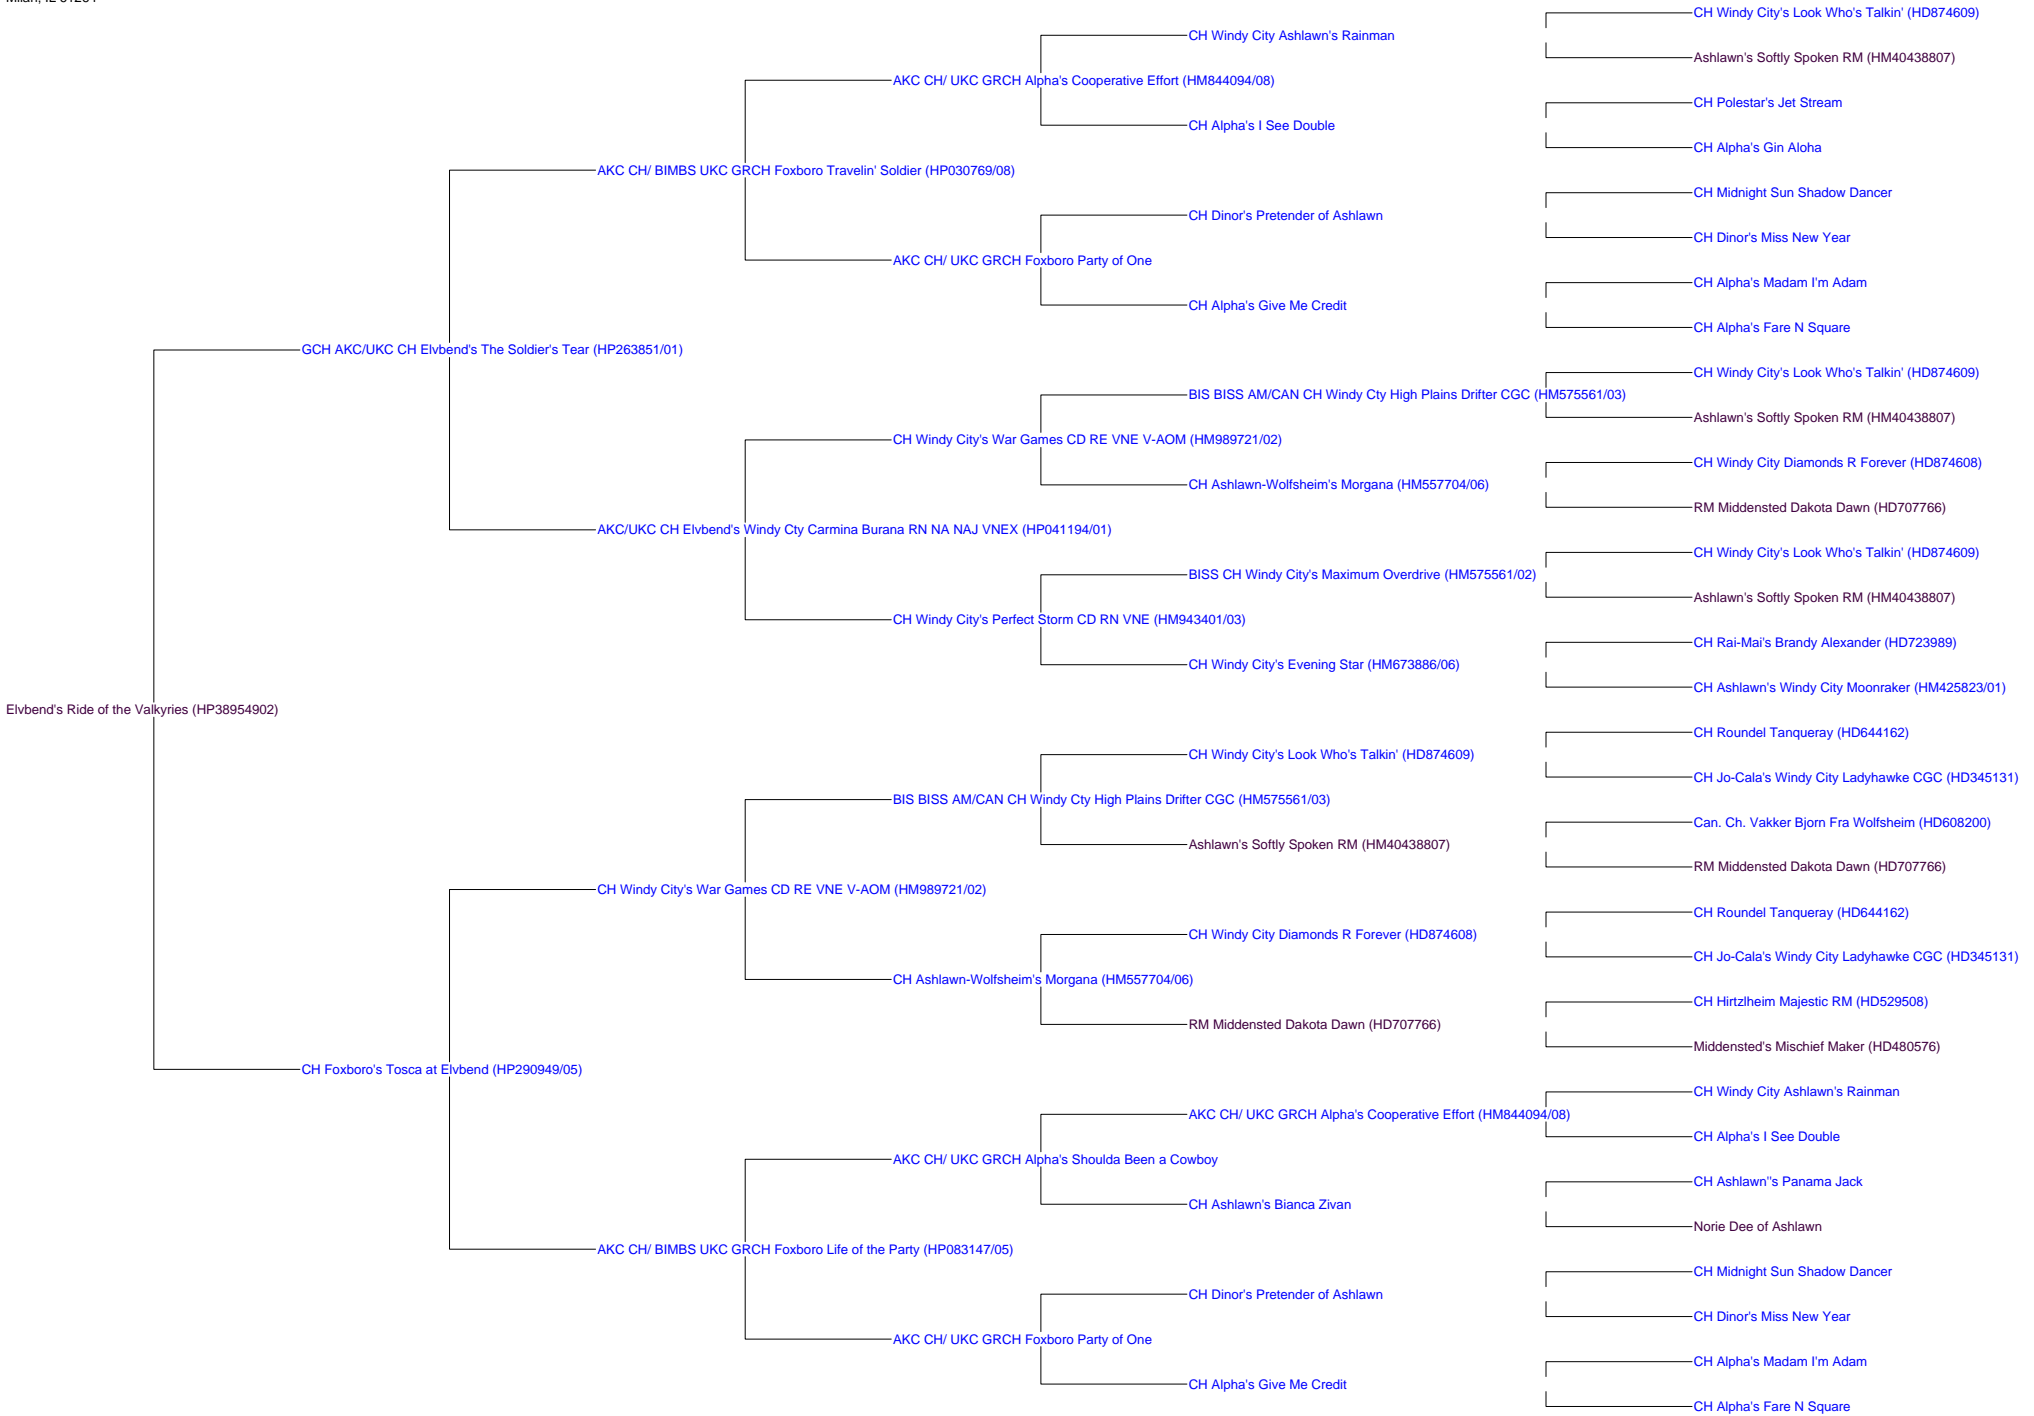 CH Windy City's Look Who's Talkin' (HD874609)
CH Windy City Ashlawn's Rainman
Ashlawn's Softly Spoken RM (HM40438807)
AKC CH/ UKC GRCH Alpha's Cooperative Effort (HM844094/08)
CH Polestar's Jet Stream
CH Alpha's I See Double
CH Alpha's Gin Aloha
AKC CH/ BIMBS UKC GRCH Foxboro Travelin' Soldier (HP030769/08)
CH Midnight Sun Shadow Dancer
CH Dinor's Pretender of Ashlawn
CH Dinor's Miss New Year
AKC CH/ UKC GRCH Foxboro Party of One
CH Alpha's Madam I'm Adam
CH Alpha's Give Me Credit
CH Alpha's Fare N Square
GCH AKC/UKC CH Elvbend's The Soldier's Tear (HP263851/01)
CH Windy City's Look Who's Talkin' (HD874609)
BIS BISS AM/CAN CH Windy Cty High Plains Drifter CGC (HM575561/03)
Ashlawn's Softly Spoken RM (HM40438807)
CH Windy City's War Games CD RE VNE V-AOM (HM989721/02)
CH Windy City Diamonds R Forever (HD874608)
CH Ashlawn-Wolfsheim's Morgana (HM557704/06)
RM Middensted Dakota Dawn (HD707766)
AKC/UKC CH Elvbend's Windy Cty Carmina Burana RN NA NAJ VNEX (HP041194/01)
CH Windy City's Look Who's Talkin' (HD874609)
BISS CH Windy City's Maximum Overdrive (HM575561/02)
Ashlawn's Softly Spoken RM (HM40438807)
CH Windy City's Perfect Storm CD RN VNE (HM943401/03)
CH Rai-Mai's Brandy Alexander (HD723989)
CH Windy City's Evening Star (HM673886/06)
CH Ashlawn's Windy City Moonraker (HM425823/01)
Elvbend's Ride of the Valkyries (HP38954902)
CH Roundel Tanqueray (HD644162)
CH Windy City's Look Who's Talkin' (HD874609)
CH Jo-Cala's Windy City Ladyhawke CGC (HD345131)
BIS BISS AM/CAN CH Windy Cty High Plains Drifter CGC (HM575561/03)
Can. Ch. Vakker Bjorn Fra Wolfsheim (HD608200)
Ashlawn's Softly Spoken RM (HM40438807)
RM Middensted Dakota Dawn (HD707766)
CH Windy City's War Games CD RE VNE V-AOM (HM989721/02)
CH Roundel Tanqueray (HD644162)
CH Windy City Diamonds R Forever (HD874608)
CH Jo-Cala's Windy City Ladyhawke CGC (HD345131)
CH Ashlawn-Wolfsheim's Morgana (HM557704/06)
CH Hirtzlheim Majestic RM (HD529508)
RM Middensted Dakota Dawn (HD707766)
Middensted's Mischief Maker (HD480576)
CH Foxboro's Tosca at Elvbend (HP290949/05)
CH Windy City Ashlawn's Rainman
AKC CH/ UKC GRCH Alpha's Cooperative Effort (HM844094/08)
CH Alpha's I See Double
AKC CH/ UKC GRCH Alpha's Shoulda Been a Cowboy
CH Ashlawn"s Panama Jack
CH Ashlawn's Bianca Zivan
Norie Dee of Ashlawn
AKC CH/ BIMBS UKC GRCH Foxboro Life of the Party (HP083147/05)
CH Midnight Sun Shadow Dancer
CH Dinor's Pretender of Ashlawn
CH Dinor's Miss New Year
AKC CH/ UKC GRCH Foxboro Party of One
CH Alpha's Madam I'm Adam
CH Alpha's Give Me Credit
CH Alpha's Fare N Square